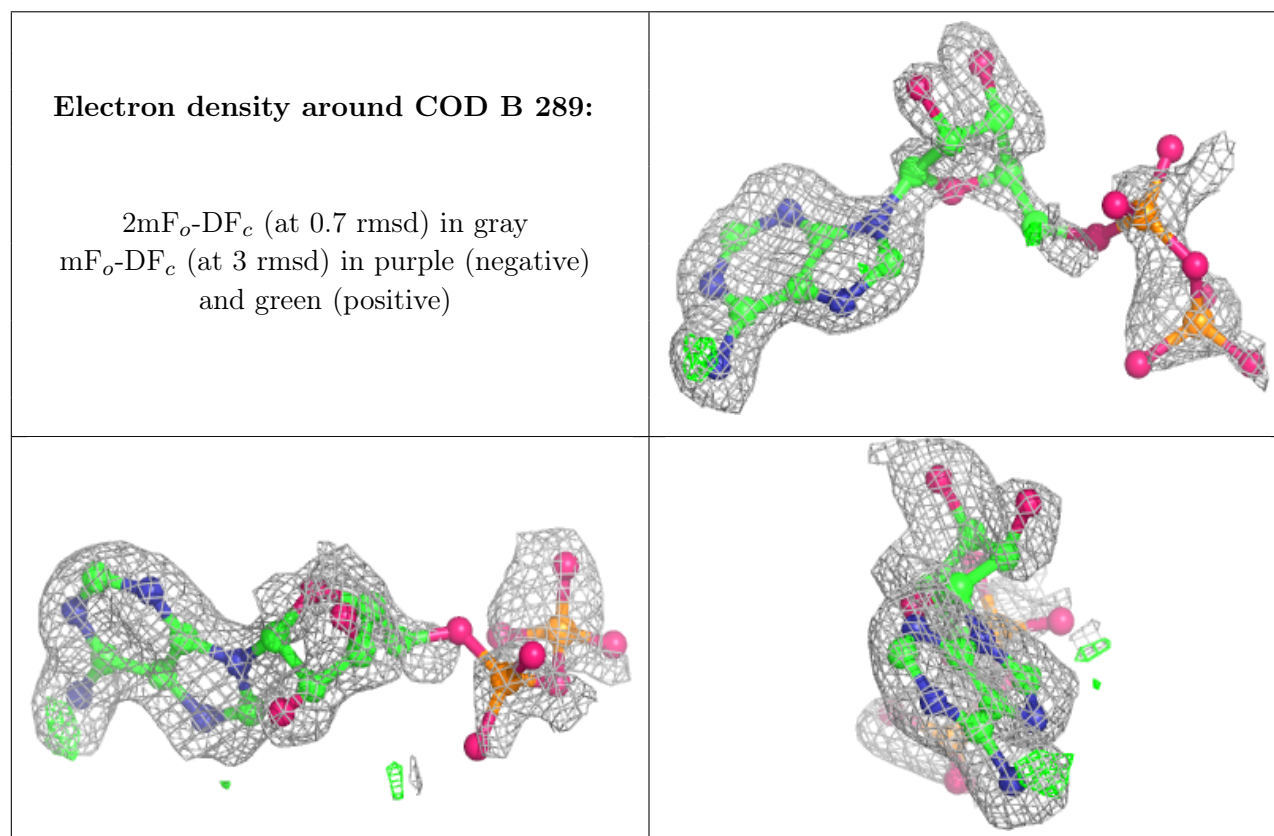 Electron density around COD B 289:
2mFo-DFc (at 0.7 rmsd) in gray
mFo-DFc (at 3 rmsd) in purple (negative)
and green (positive)